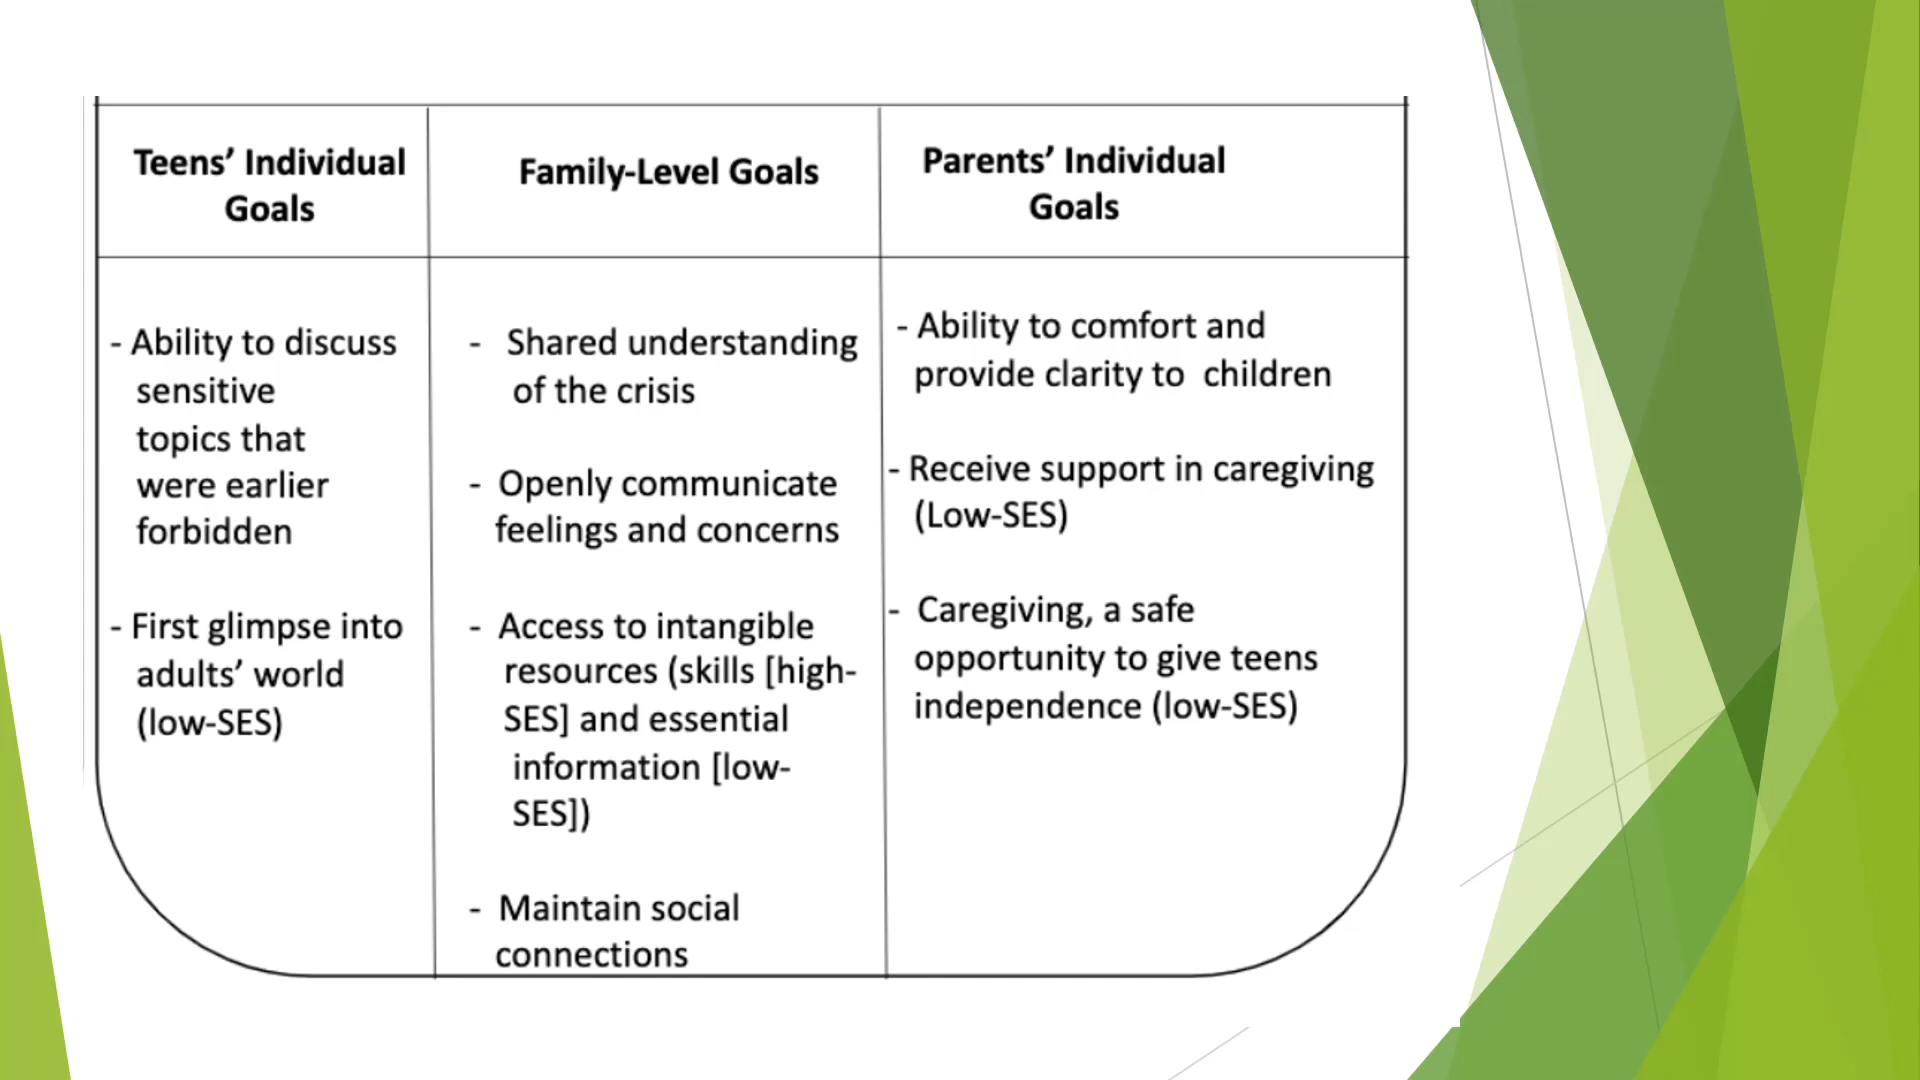 Teens’ Individual
Goals
Family-Level Goals
Parents’ Individual
Goals
- Ability to discuss
sensitive
topics that
were earlier
forbidden
- First glimpse into
adults’ world
(low-SES)
- Shared understanding
of the crisis
- Openly communicate
feelings and concerns
- Access to intangible
resources (skills [high-
SES] and essential
information [low-
SES])
- Maintain social
connections
- Ability to comfort and
provide clarity to children
- Receive support in caregiving
(Low-SES)
- Caregiving, a safe
opportunity to give teens
independence (low-SES)